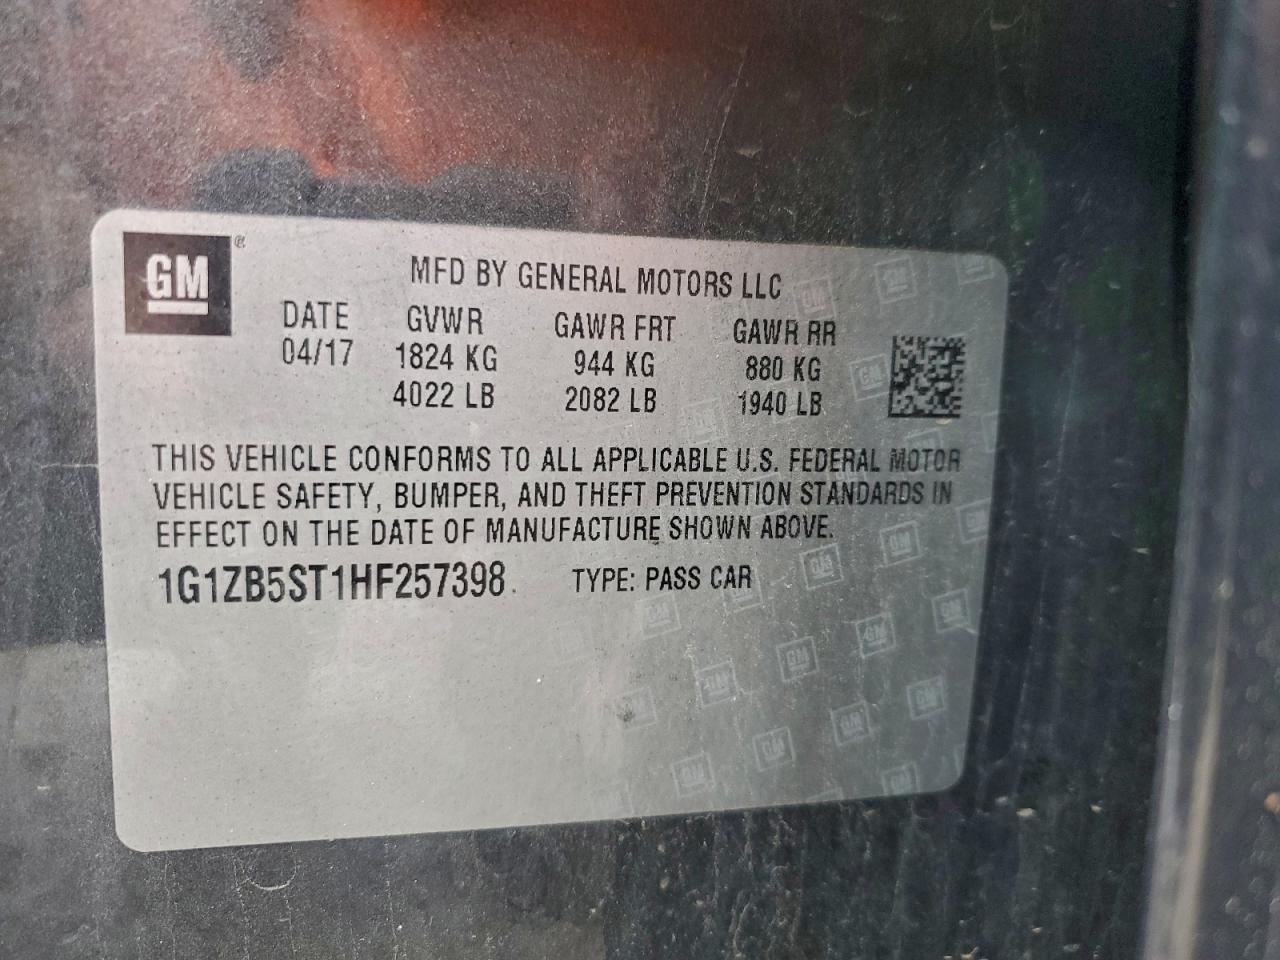 GM ®
MFD BY GENERAL MOTORS LLC
DATE GVWR GAWR FRT GAWR RR
04/17 1824 KG 944 KG 880 KG
4022 LB 2082 LB 1940 LB
THIS VEHICLE CONFORMS TO ALL APPLICABLE U.S. FEDERAL MOTOR
VEHICLE SAFETY, BUMPER, AND THEFT PREVENTION STANDARDS IN
EFFECT ON THE DATE OF MANUFACTURE SHOWN ABOVE.
1G1ZB5ST1HF257398 TYPE: PASS CAR